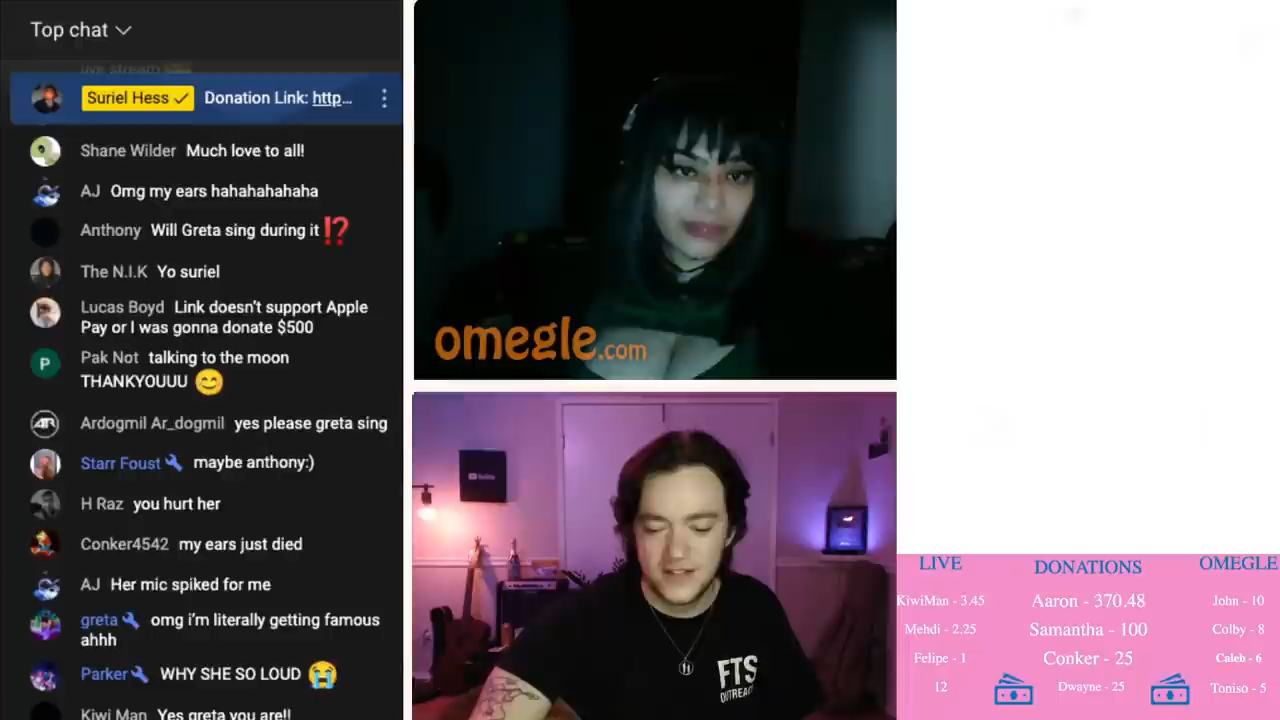 Top chat
live stream
Suriel Hess Donation Link: http...
Shane Wilder Much love to all!
AJ Omg my ears hahahahahaha
Anthony Will Greta sing during it⁉️
The N.I.K Yo suriel
Lucas Boyd Link doesn't support Apple
Pay or I was gonna donate $500
P
Pak Not talking to the moon
THANKYOUUU 😊
Ardogmil Ar_dogmil yes please greta sing
Starr Foust maybe anthony:)
H Raz you hurt her
Conker4542 my ears just died
AJ Her mic spiked for me
greta omg i'm literally getting famous
ahhh
Parker WHY SHE SO LOUD 😭
Kiwi Man Yes greta you are!!
omegle.com
YouTube
FTS
OUTREACH
LIVE
KiwiMan - 3.45
Mehdi - 2.25
Felipe - 1
12
DONATIONS
Aaron - 370.48
Samantha - 100
Conker - 25
Dwayne - 25
OMEGLE
John - 10
Colby - 8
Caleb - 6
Toniso - 5